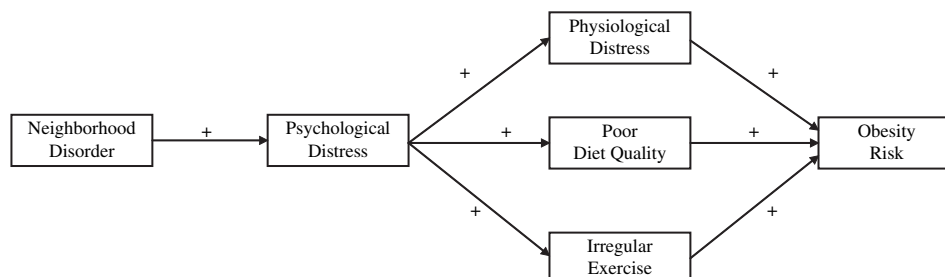 Neighborhood
Disorder
+
Psychological
Distress
+
+
+
Physiological
Distress
Poor
Diet Quality
Irregular
Exercise
+
+
+
Obesity
Risk